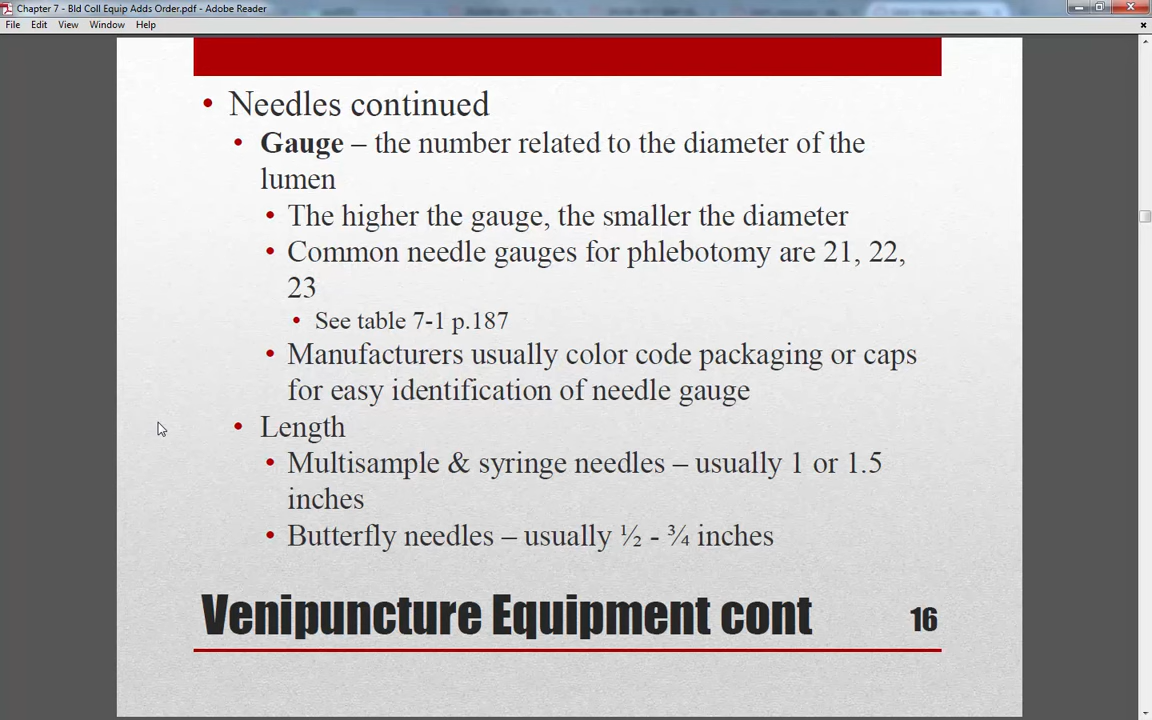 Chapter 7 - Bld Coll Equip Adds Order.pdf - Adobe Reader
File Edit View Window Help
• Needles continued
• Gauge – the number related to the diameter of the
lumen
• The higher the gauge, the smaller the diameter
• Common needle gauges for phlebotomy are 21, 22,
23
• See table 7-1 p.187
• Manufacturers usually color code packaging or caps
for easy identification of needle gauge
• Length
• Multisample & syringe needles – usually 1 or 1.5
inches
• Butterfly needles – usually ½ - ¾ inches
Venipuncture Equipment cont 16